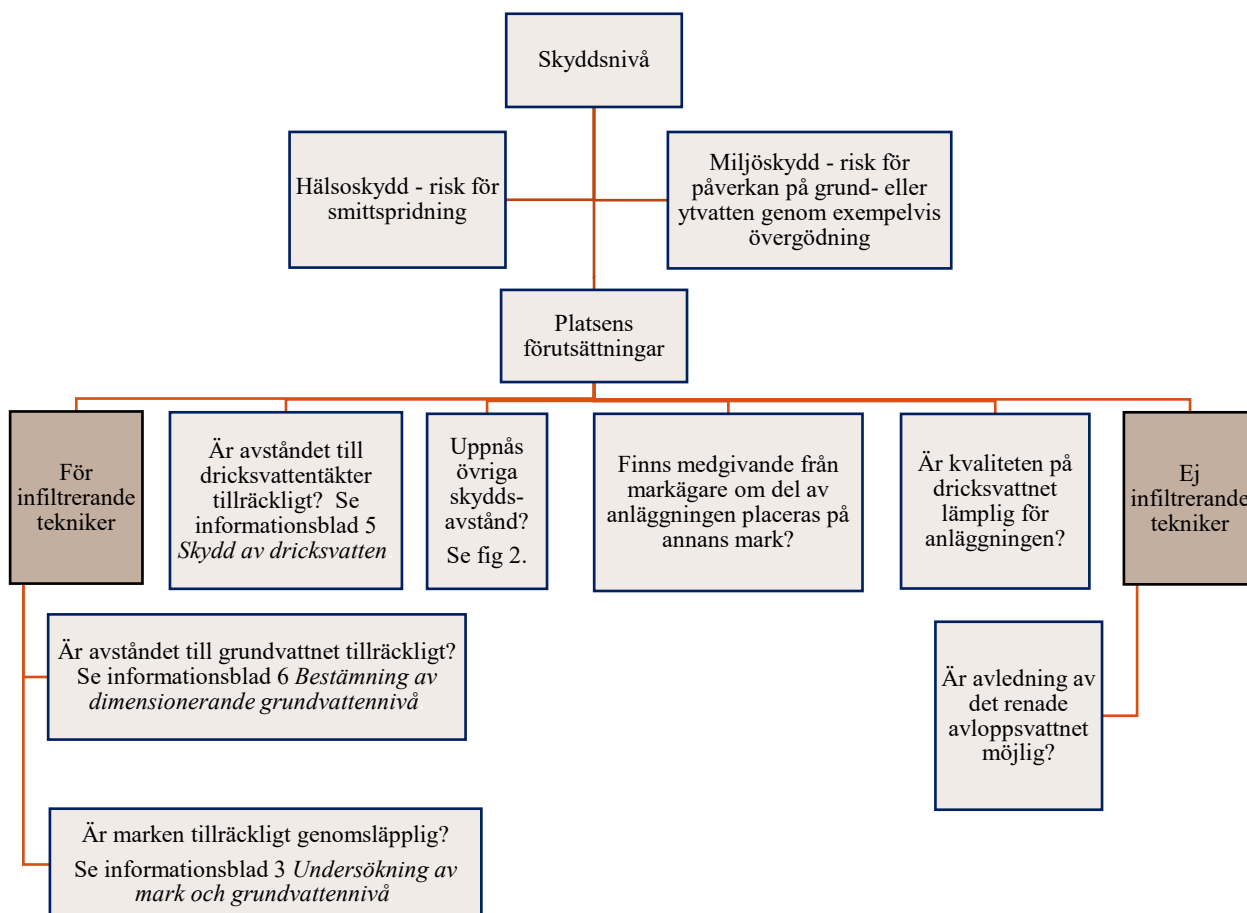 Skyddsnivå
Hälsoskydd - risk för
smittspridning
Miljöskydd - risk för
påverkan på grund- eller
ytvatten genom exempelvis
övergödning
Platsens
förutsättningar
För
infiltrerande
tekniker
Är avståndet till
dricksvattentäkter
tillräckligt? Se
informationsblad 5
Skydd av dricksvatten
Uppnås
övriga
skydds-
avstånd?
Se fig 2.
Finns medgivande från
markägare om del av
anläggningen placeras på
annans mark?
Är kvaliteten på
dricksvattnet
lämplig för
anläggningen?
Ej
infiltrerande
tekniker
Är avståndet till grundvattnet tillräckligt?
Se informationsblad 6 Bestämning av
dimensionerande grundvattennivå
Är avledning av
det renade
avloppsvattnet
möjlig?
Är marken tillräckligt genomsläpplig?
Se informationsblad 3 Undersökning av
mark och grundvattennivå